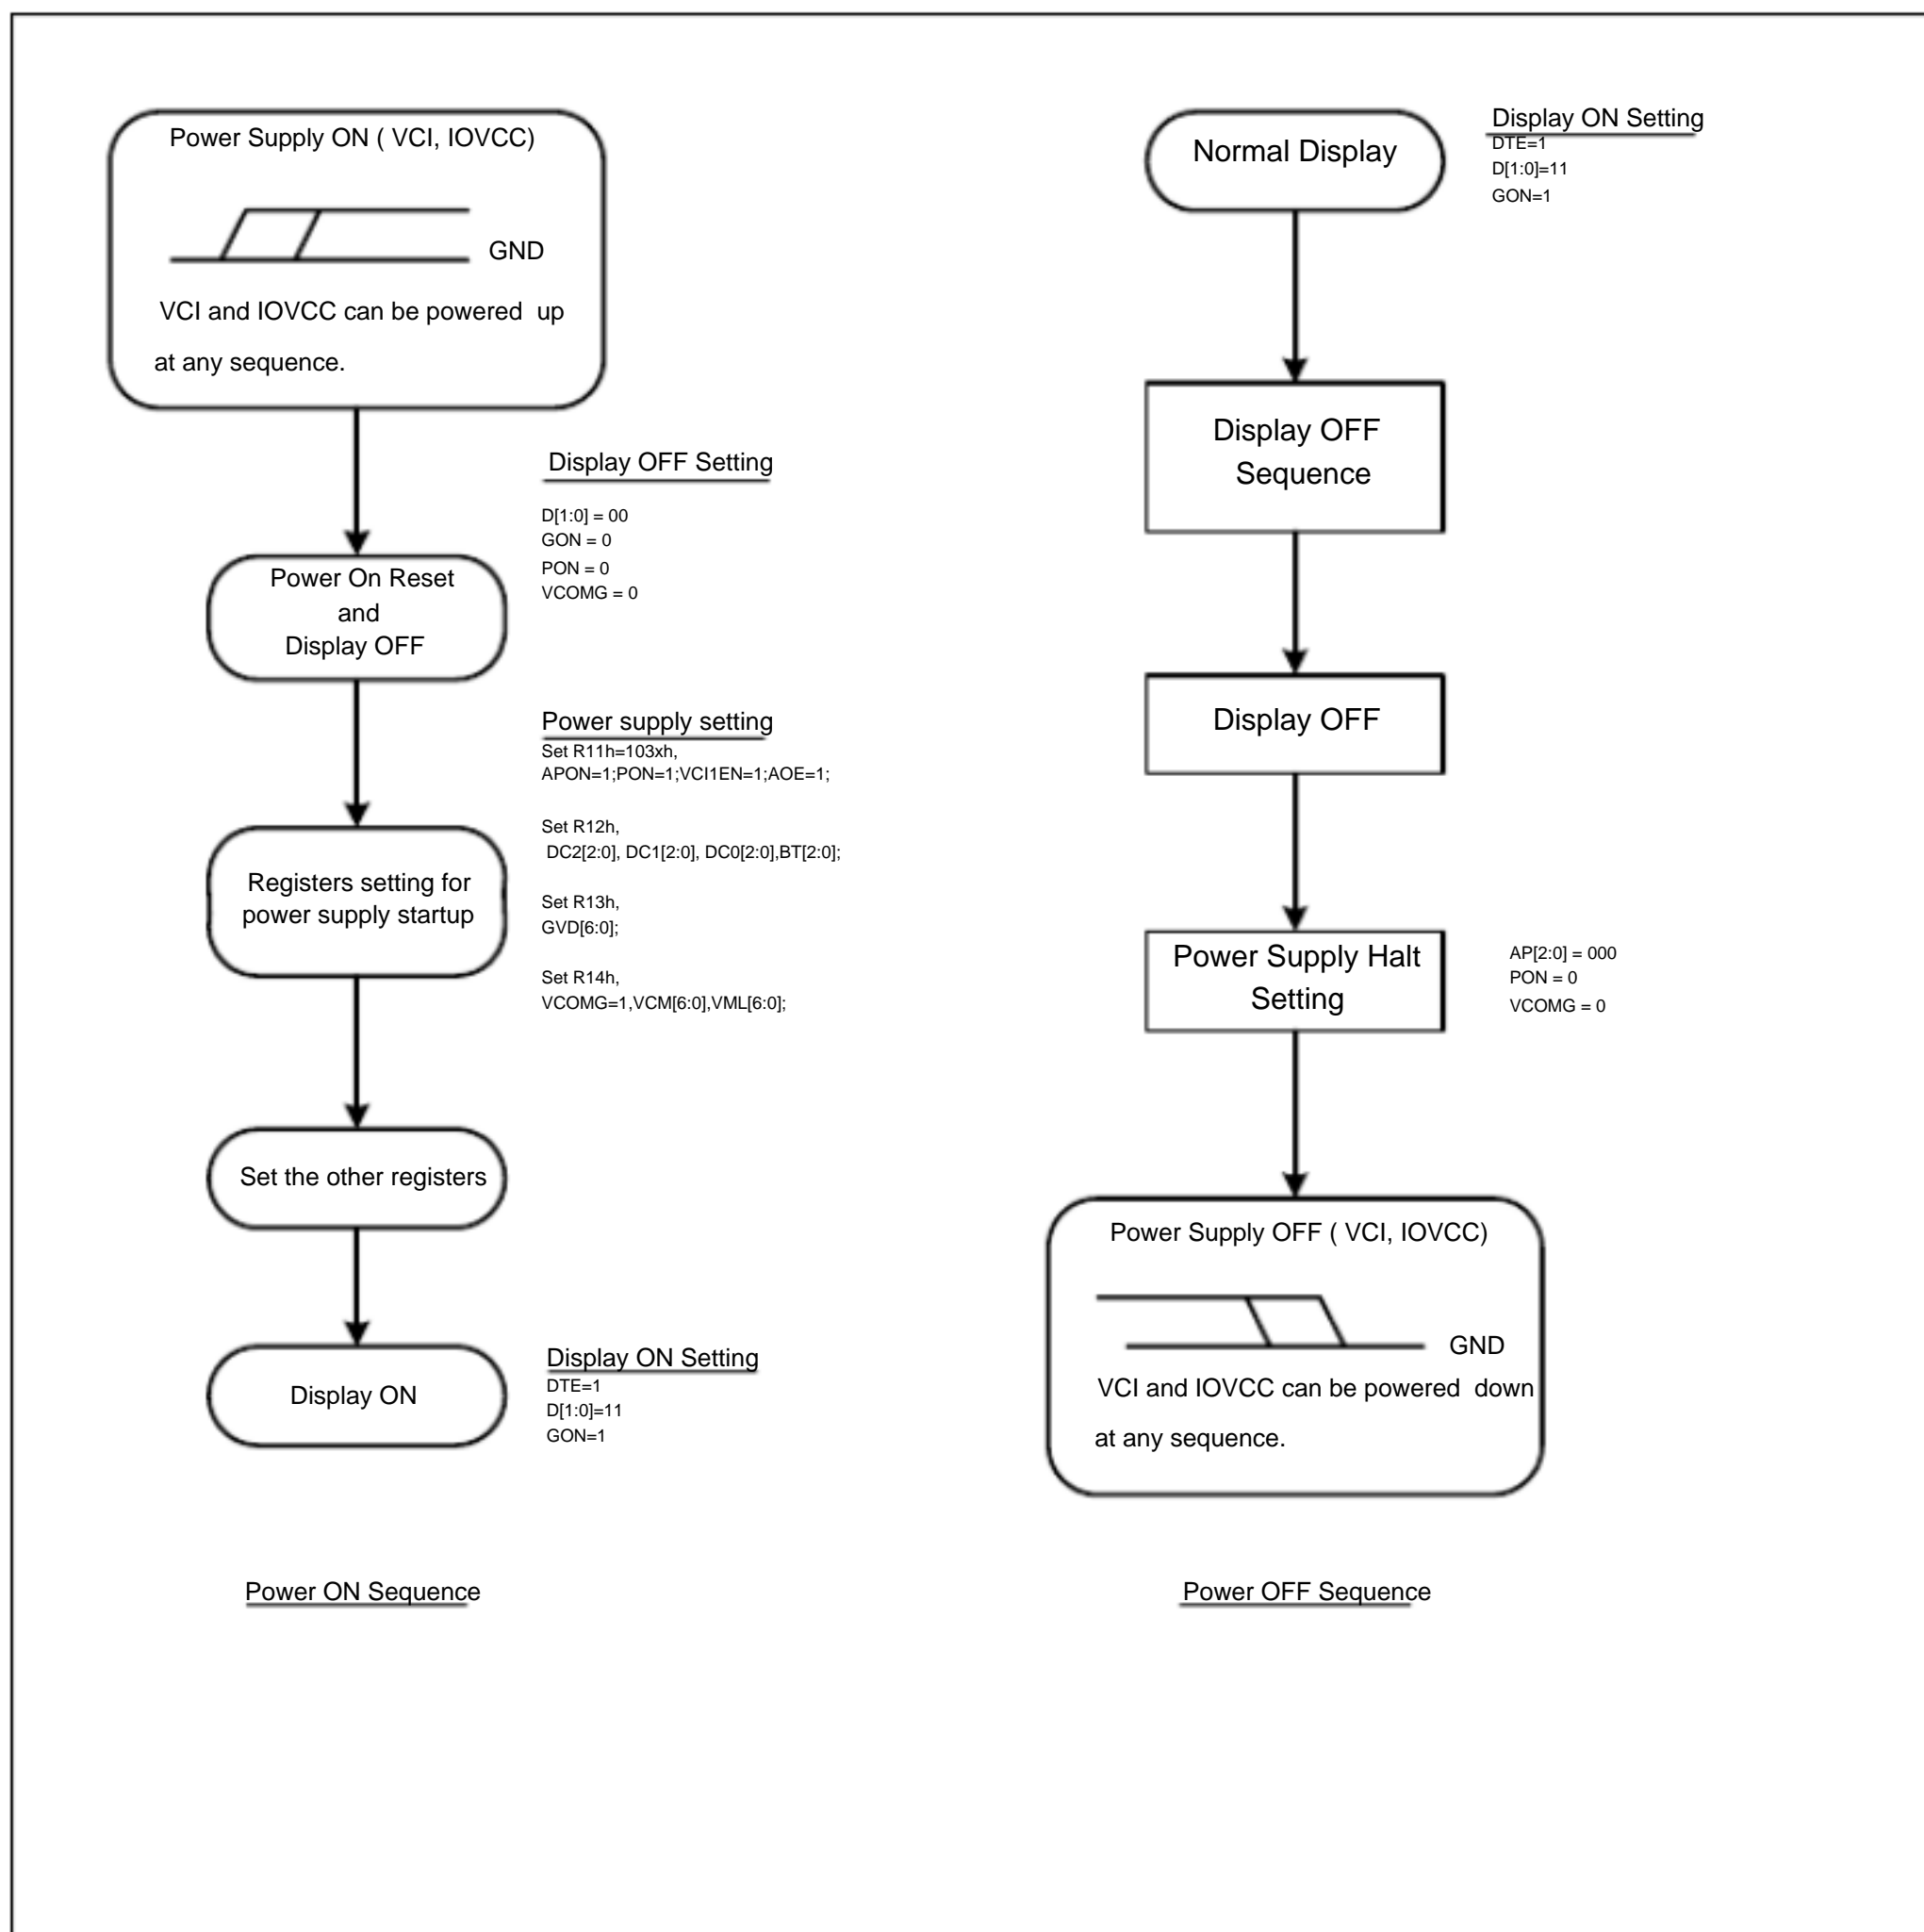 Power Supply ON ( VCI, IOVCC)
GND
VCI and IOVCC can be powered up
at any sequence.
Display OFF Setting
D[1:0] = 00
GON = 0
PON = 0
VCOMG = 0
Power On Reset
and
Display OFF
Power supply setting
Set R11h=103xh,
APON=1;PON=1;VCI1EN=1;AOE=1;
Set R12h,
DC2[2:0], DC1[2:0], DC0[2:0],BT[2:0];
Set R13h,
GVD[6:0];
Set R14h,
VCOMG=1,VCM[6:0],VML[6:0];
Registers setting for
power supply startup
Set the other registers
Display ON
Display ON Setting
DTE=1
D[1:0]=11
GON=1
Power ON Sequence
Normal Display
Display ON Setting
DTE=1
D[1:0]=11
GON=1
Display OFF
Sequence
Display OFF
Power Supply Halt
Setting
AP[2:0] = 000
PON = 0
VCOMG = 0
Power Supply OFF ( VCI, IOVCC)
GND
VCI and IOVCC can be powered down
at any sequence.
Power OFF Sequence